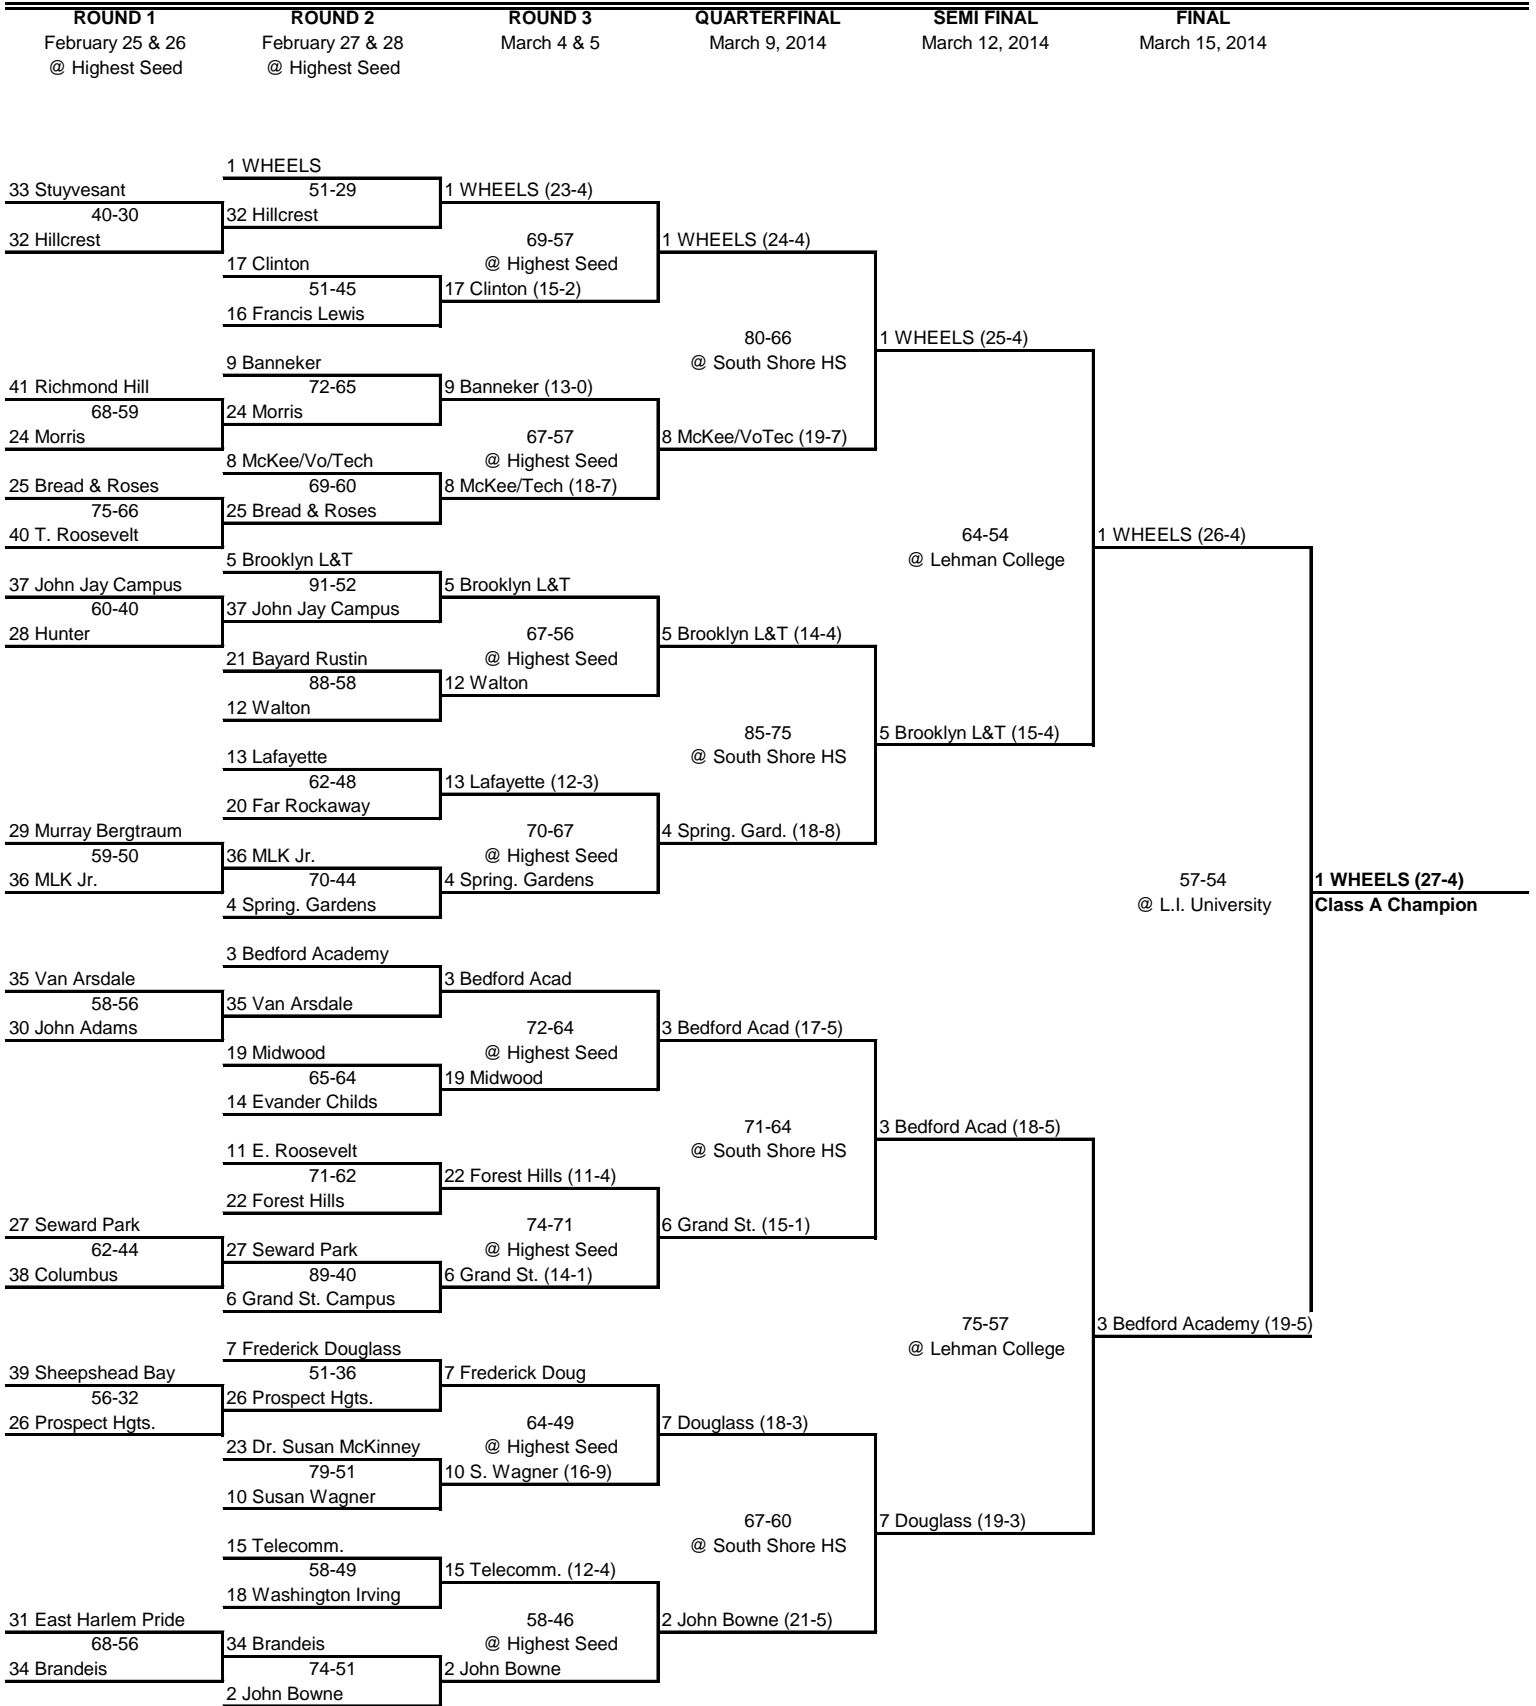 ROUND 1 ROUND 2 ROUND 3 QUARTERFINAL SEMI FINAL FINAL
February 25 & 26 February 27 & 28 March 4 & 5 March 9, 2014 March 12, 2014 March 15, 2014
@ Highest Seed @ Highest Seed
1 WHEELS
33 Stuyvesant 51-29 1 WHEELS (23-4)
40-30 32 Hillcrest
32 Hillcrest 69-57 1 WHEELS (24-4)
17 Clinton @ Highest Seed
51-45 17 Clinton (15-2)
16 Francis Lewis
80-66 1 WHEELS (25-4)
9 Banneker @ South Shore HS
41 Richmond Hill 72-65 9 Banneker (13-0)
68-59 24 Morris
24 Morris 67-57 8 McKee/VoTec (19-7)
8 McKee/Vo/Tech @ Highest Seed
25 Bread & Roses 69-60 8 McKee/Tech (18-7)
75-66 25 Bread & Roses
40 T. Roosevelt 64-54 1 WHEELS (26-4)
5 Brooklyn L&T @ Lehman College
37 John Jay Campus 91-52 5 Brooklyn L&T
60-40 37 John Jay Campus
28 Hunter 67-56 5 Brooklyn L&T (14-4)
21 Bayard Rustin @ Highest Seed
88-58 12 Walton
12 Walton
85-75 5 Brooklyn L&T (15-4)
13 Lafayette @ South Shore HS
62-48 13 Lafayette (12-3)
20 Far Rockaway
29 Murray Bergtraum 70-67 4 Spring. Gard. (18-8)
59-50 36 MLK Jr. @ Highest Seed
36 MLK Jr. 70-44 4 Spring. Gardens 57-54 1 WHEELS (27-4)
4 Spring. Gardens @ L.I. University Class A Champion
3 Bedford Academy
35 Van Arsdale 3 Bedford Acad
58-56 35 Van Arsdale
30 John Adams 72-64 3 Bedford Acad (17-5)
19 Midwood @ Highest Seed
65-64 19 Midwood
14 Evander Childs
71-64 3 Bedford Acad (18-5)
11 E. Roosevelt @ South Shore HS
71-62 22 Forest Hills (11-4)
22 Forest Hills
27 Seward Park 74-71 6 Grand St. (15-1)
62-44 27 Seward Park @ Highest Seed
38 Columbus 89-40 6 Grand St. (14-1)
6 Grand St. Campus
75-57 3 Bedford Academy (19-5)
7 Frederick Douglass @ Lehman College
39 Sheepshead Bay 51-36 7 Frederick Doug
56-32 26 Prospect Hgts.
26 Prospect Hgts. 64-49 7 Douglass (18-3)
23 Dr. Susan McKinney @ Highest Seed
79-51 10 S. Wagner (16-9)
10 Susan Wagner
67-60 7 Douglass (19-3)
15 Telecomm. @ South Shore HS
58-49 15 Telecomm. (12-4)
18 Washington Irving
31 East Harlem Pride 58-46 2 John Bowne (21-5)
68-56 34 Brandeis @ Highest Seed
34 Brandeis 74-51 2 John Bowne
2 John Bowne